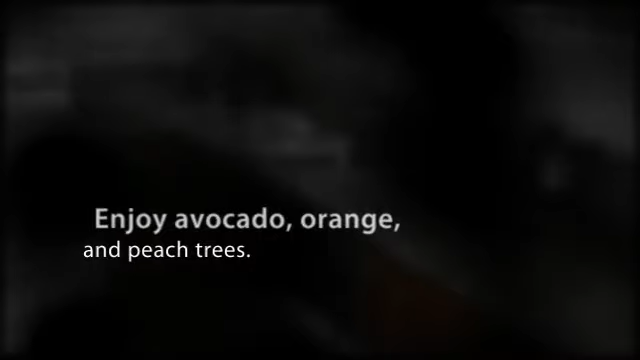 Enjoy avocado, orange,
and peach trees.